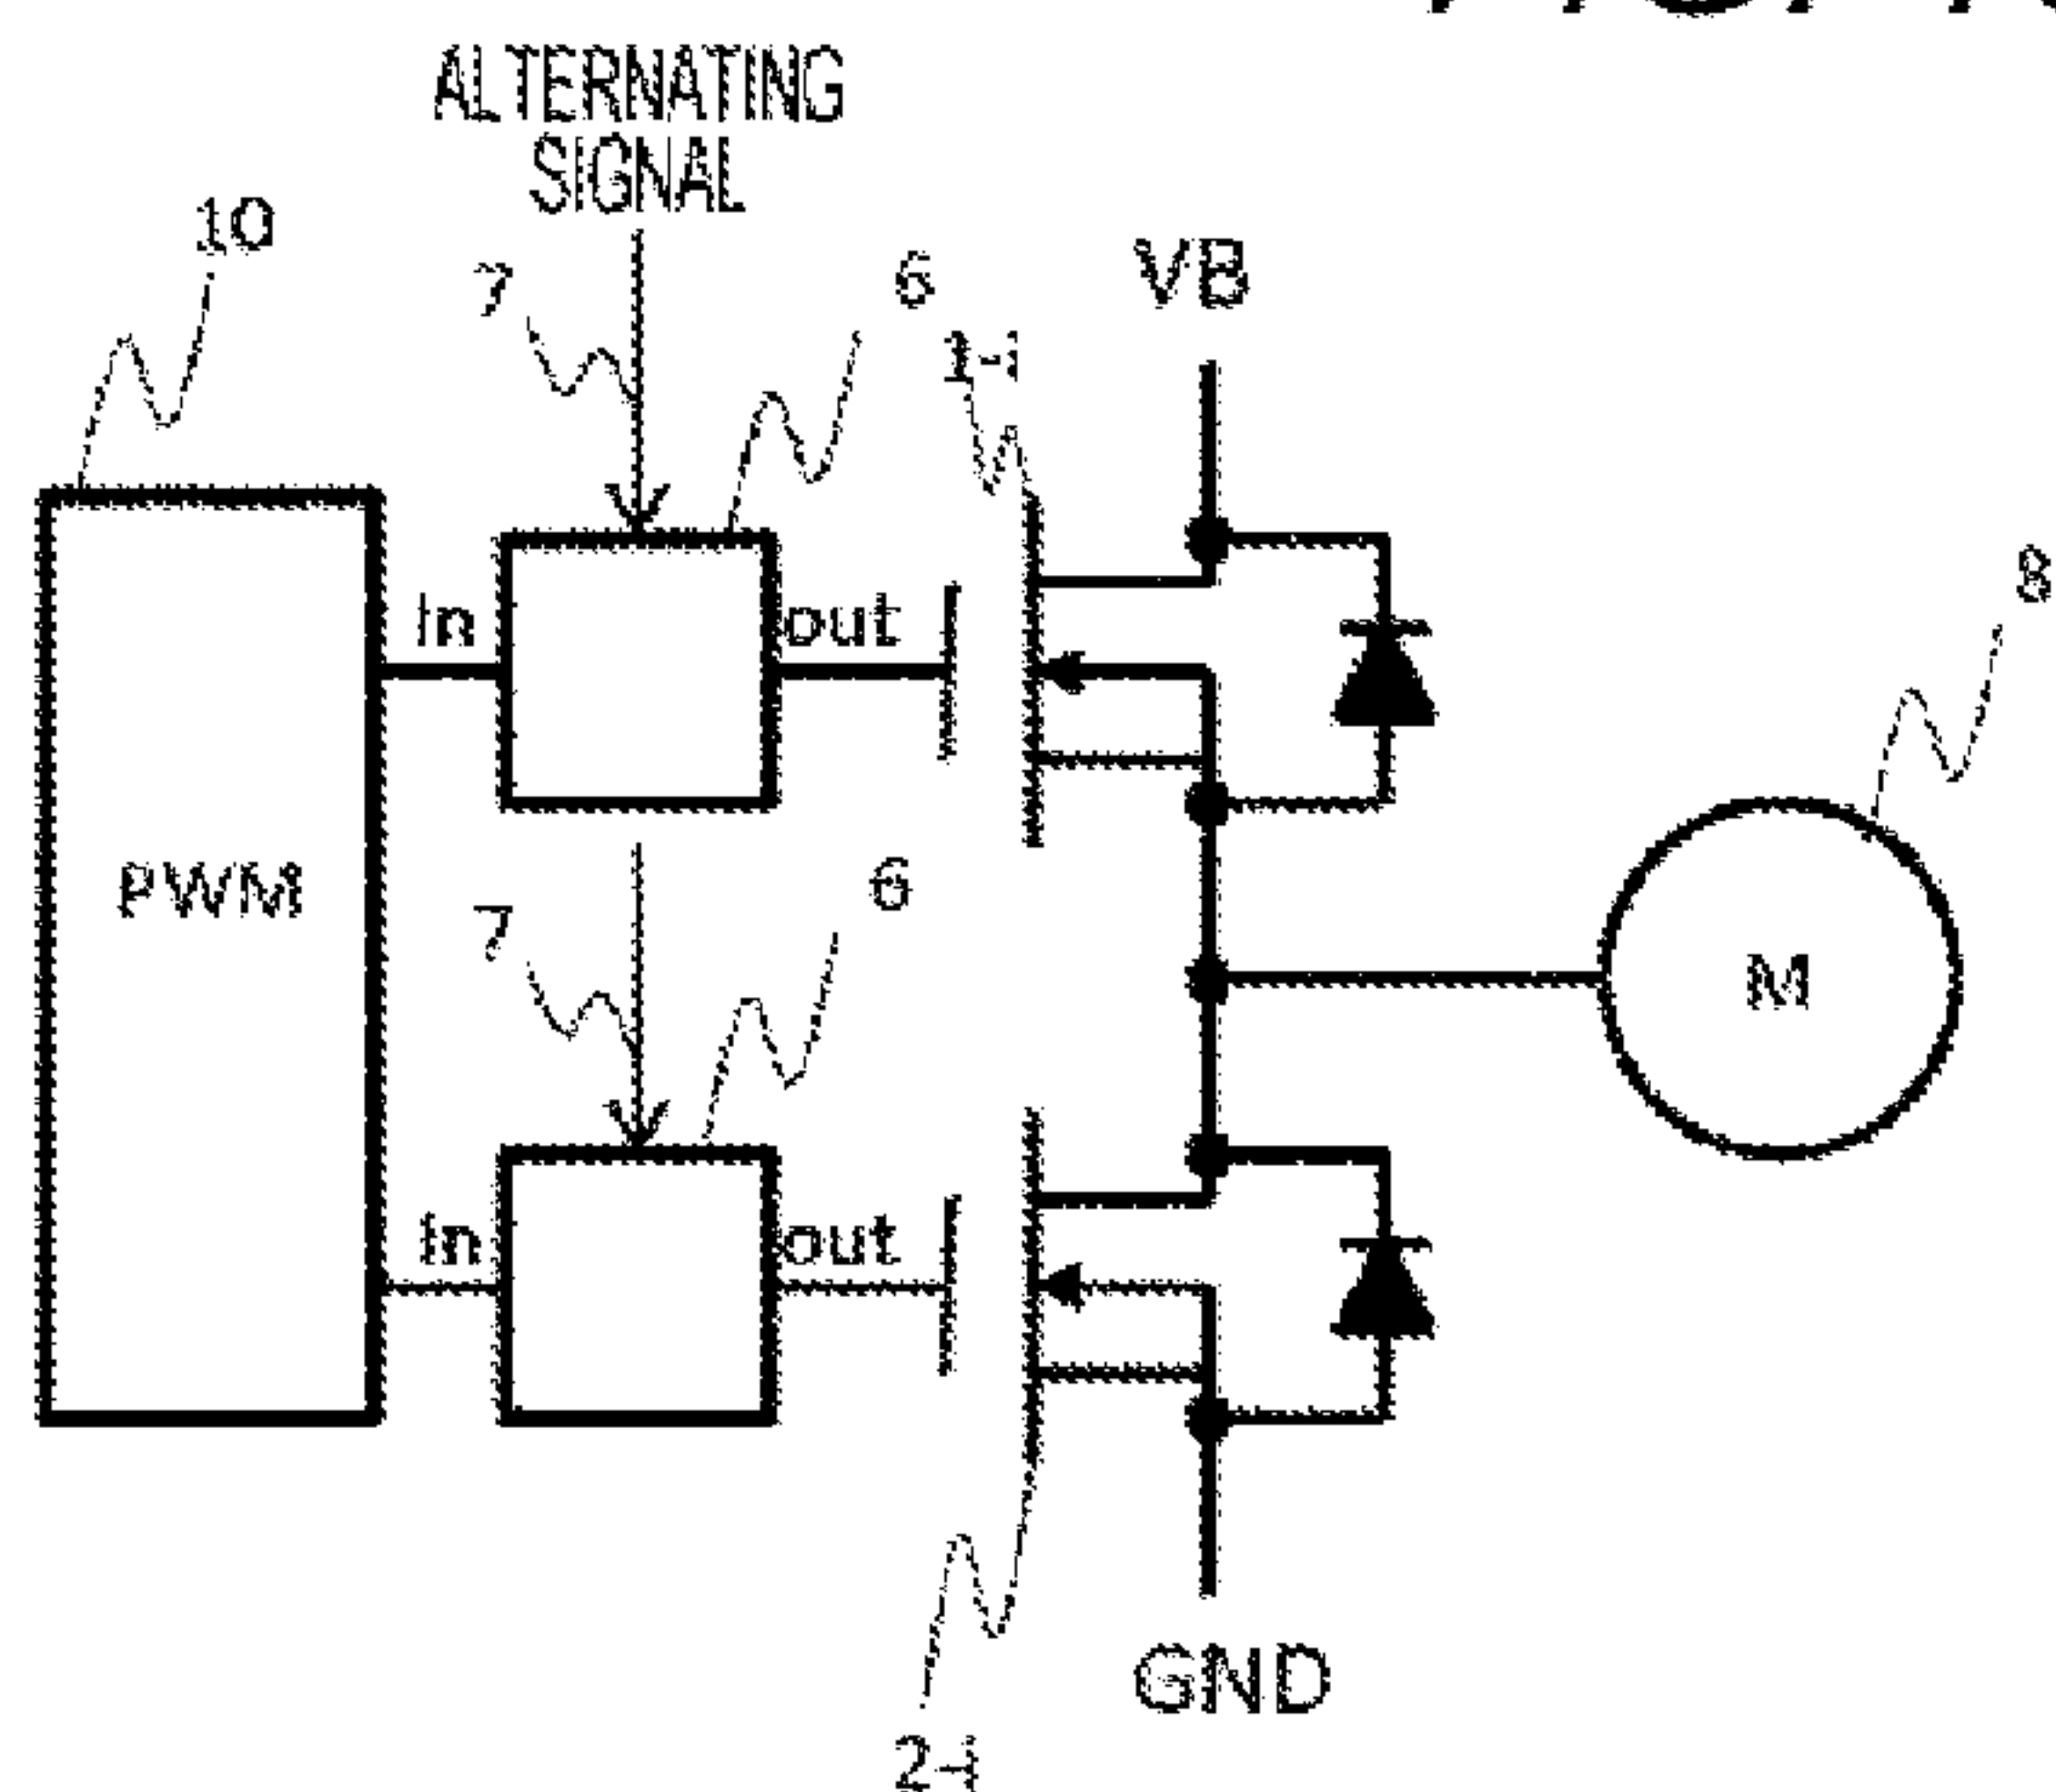 ALTERNATING
SIGNAL
10
7
6
1-i
VB
In
out
8
PWM
7
6
M
In
out
GND
2-i